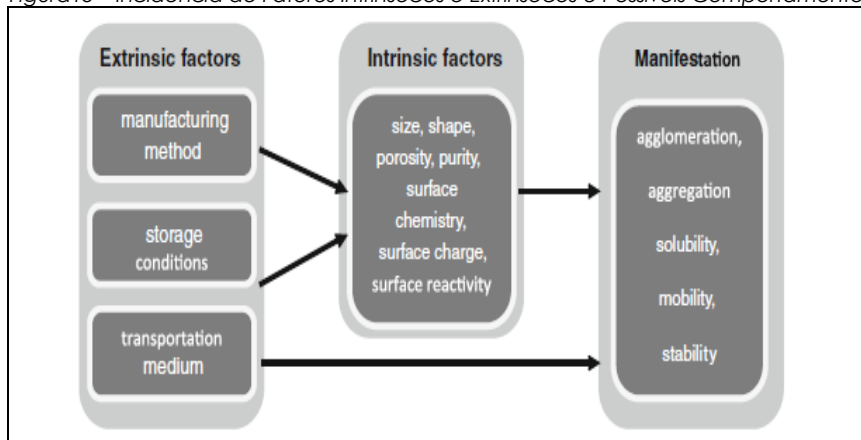 Extrinsic factors
manufacturing
method
storage
conditions
transportation
medium
Intrinsic factors
size, shape,
porosity, purity,
surface
chemistry,
surface charge,
surface reactivity
Manifestation
agglomeration,
aggregation
solubility,
mobility,
stability